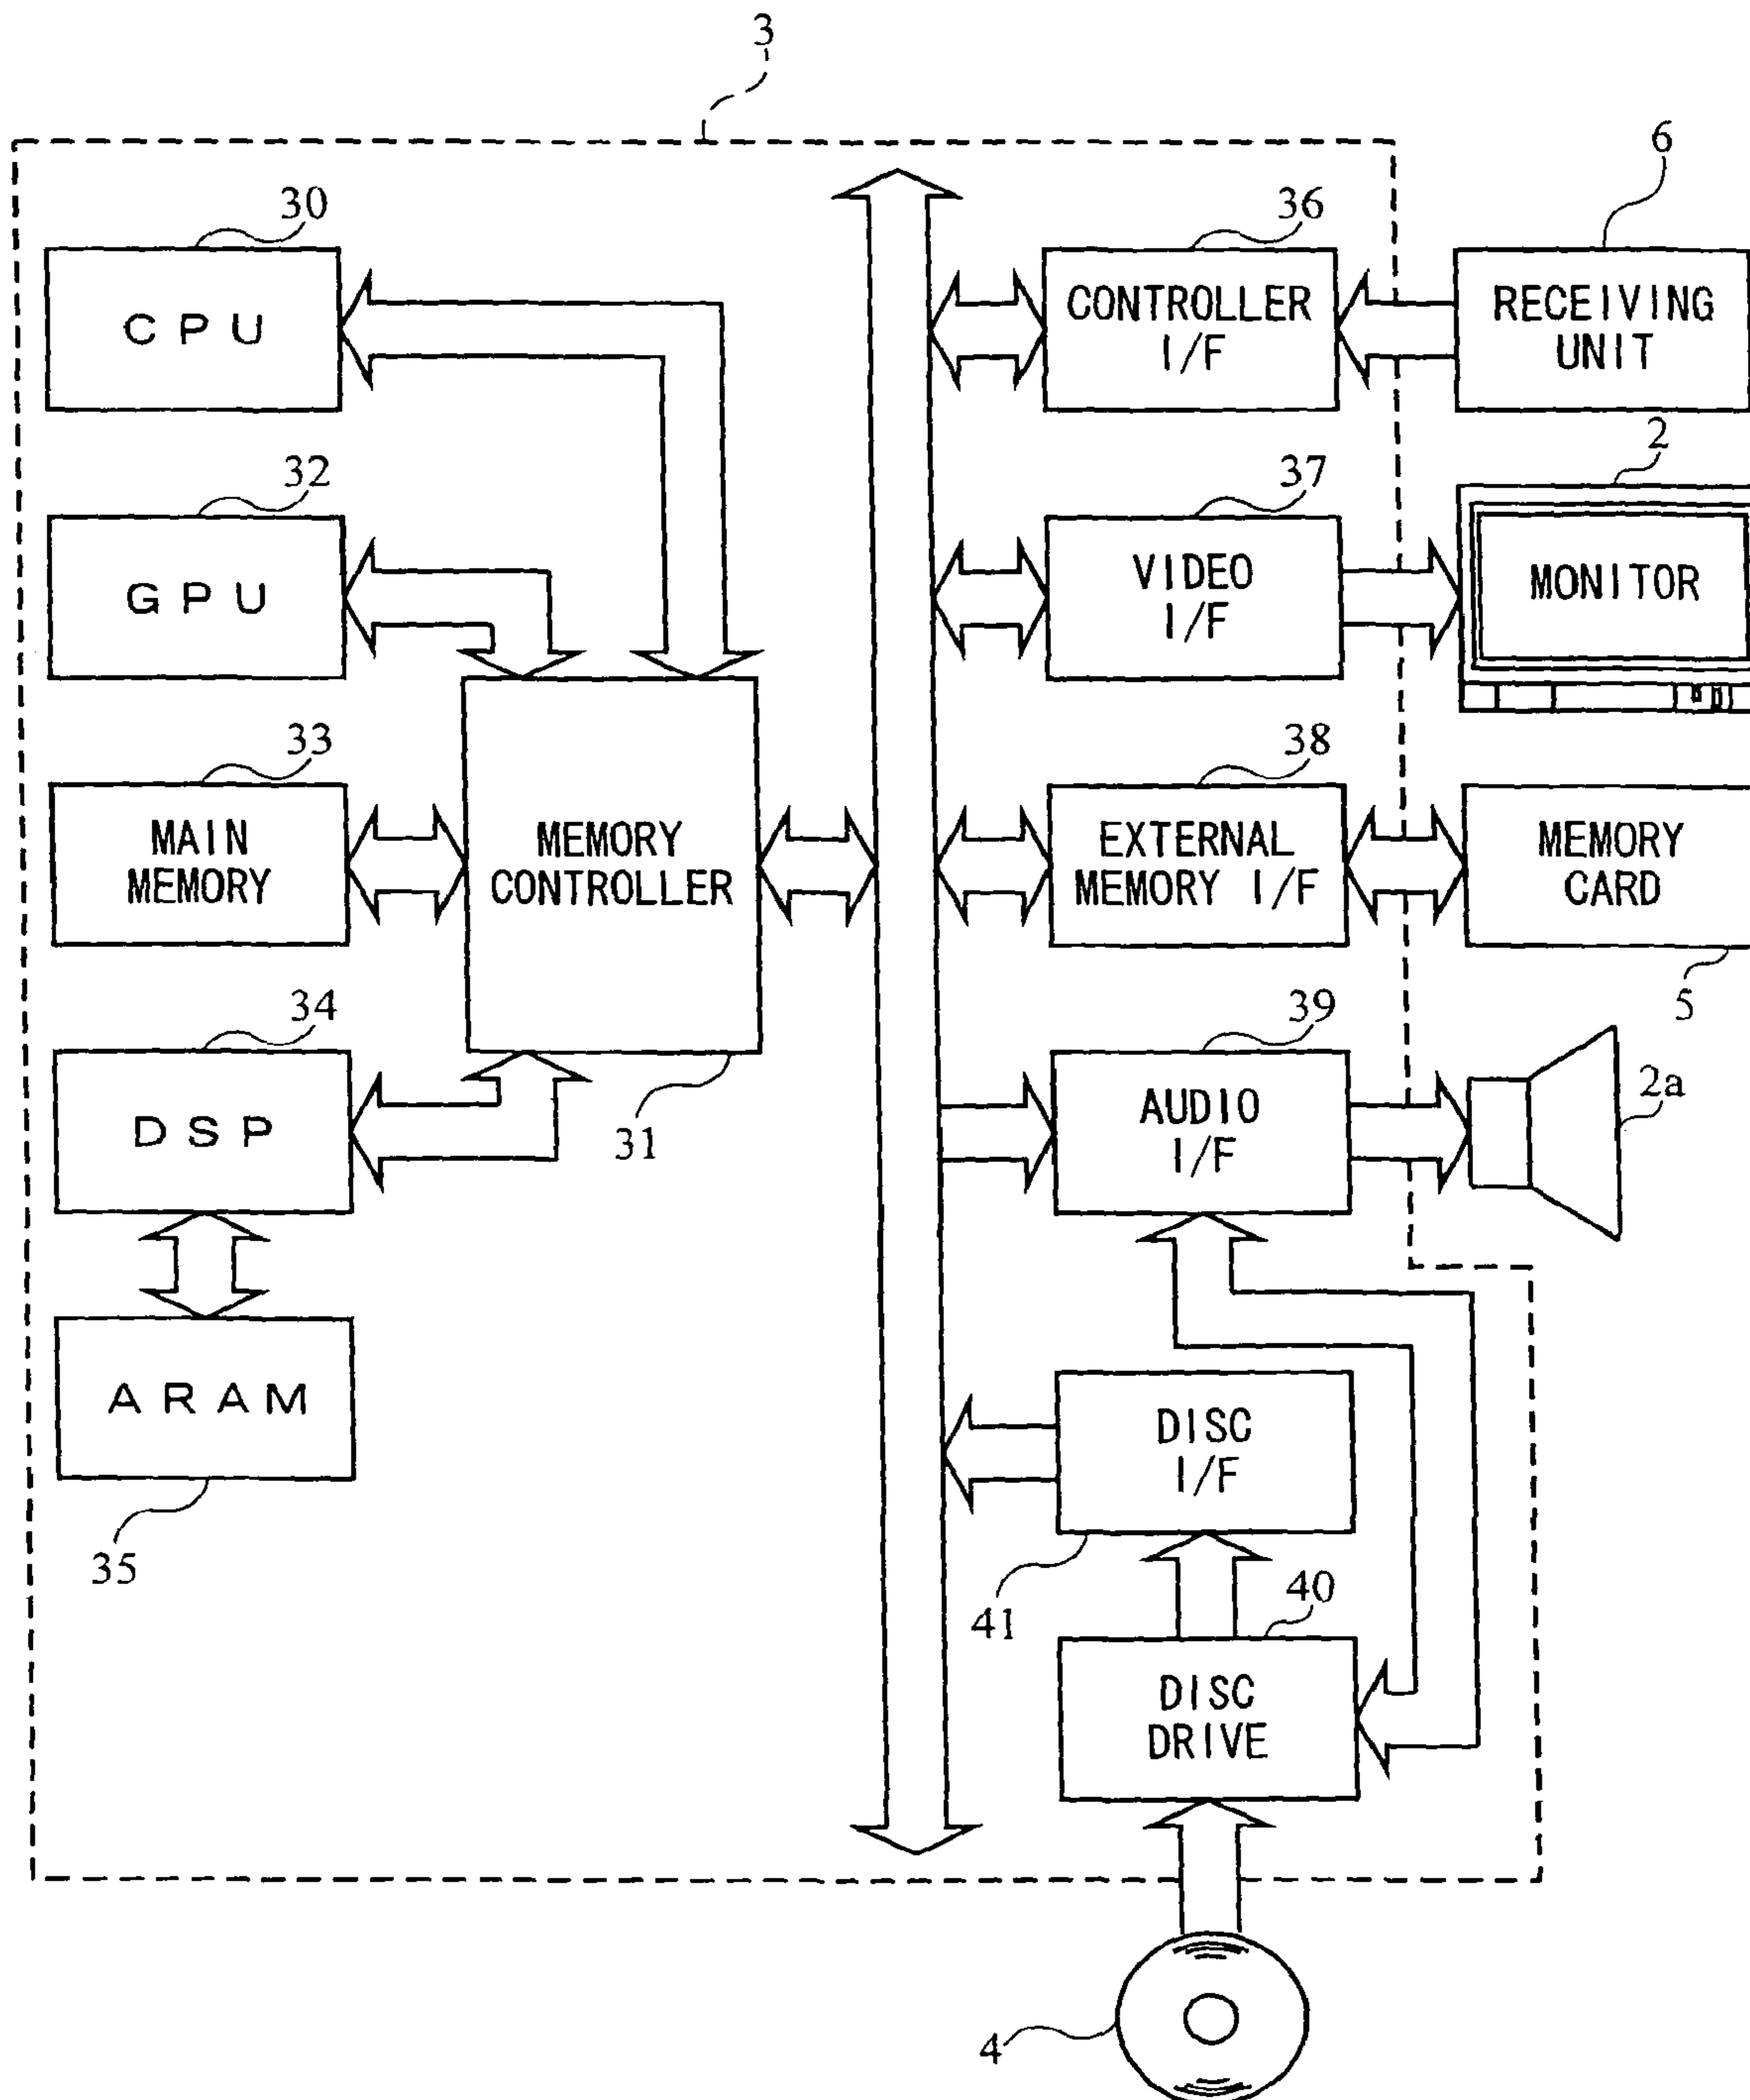 3
6
30
36
CPU
CONTROLLER
I/F
RECEIVING
UNIT
2
32
37
GPU
VIDEO
I/F
MONITOR
33
38
MAIN
MEMORY
MEMORY
CONTROLLER
EXTERNAL
MEMORY I/F
MEMORY
CARD
5
34
39
2a
DSP
31
AUDIO
I/F
ARAM
DISC
I/F
35
41
40
DISC
DRIVE
4